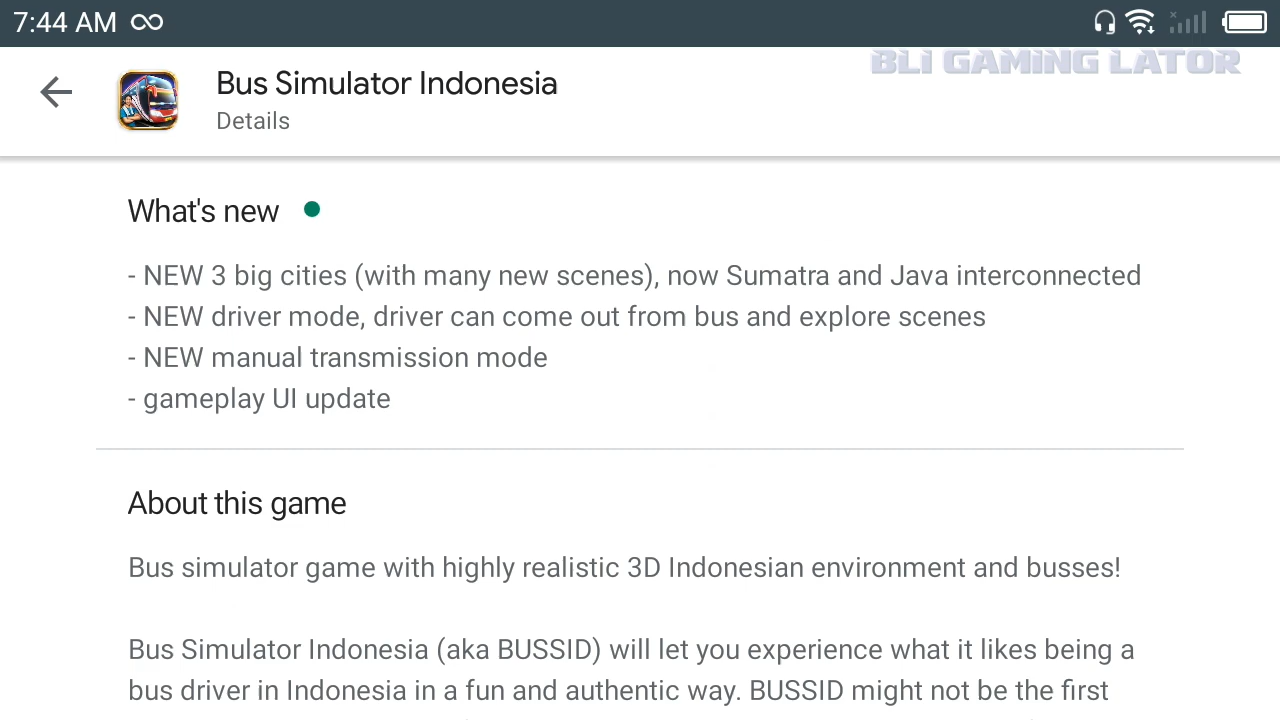 7:44 AM
BLI GAMING LATOR
Bus Simulator Indonesia
Details
What's new
- NEW 3 big cities (with many new scenes), now Sumatra and Java interconnected
- NEW driver mode, driver can come out from bus and explore scenes
- NEW manual transmission mode
- gameplay UI update
About this game
Bus simulator game with highly realistic 3D Indonesian environment and busses!
Bus Simulator Indonesia (aka BUSSID) will let you experience what it likes being a
bus driver in Indonesia in a fun and authentic way. BUSSID might not be the first